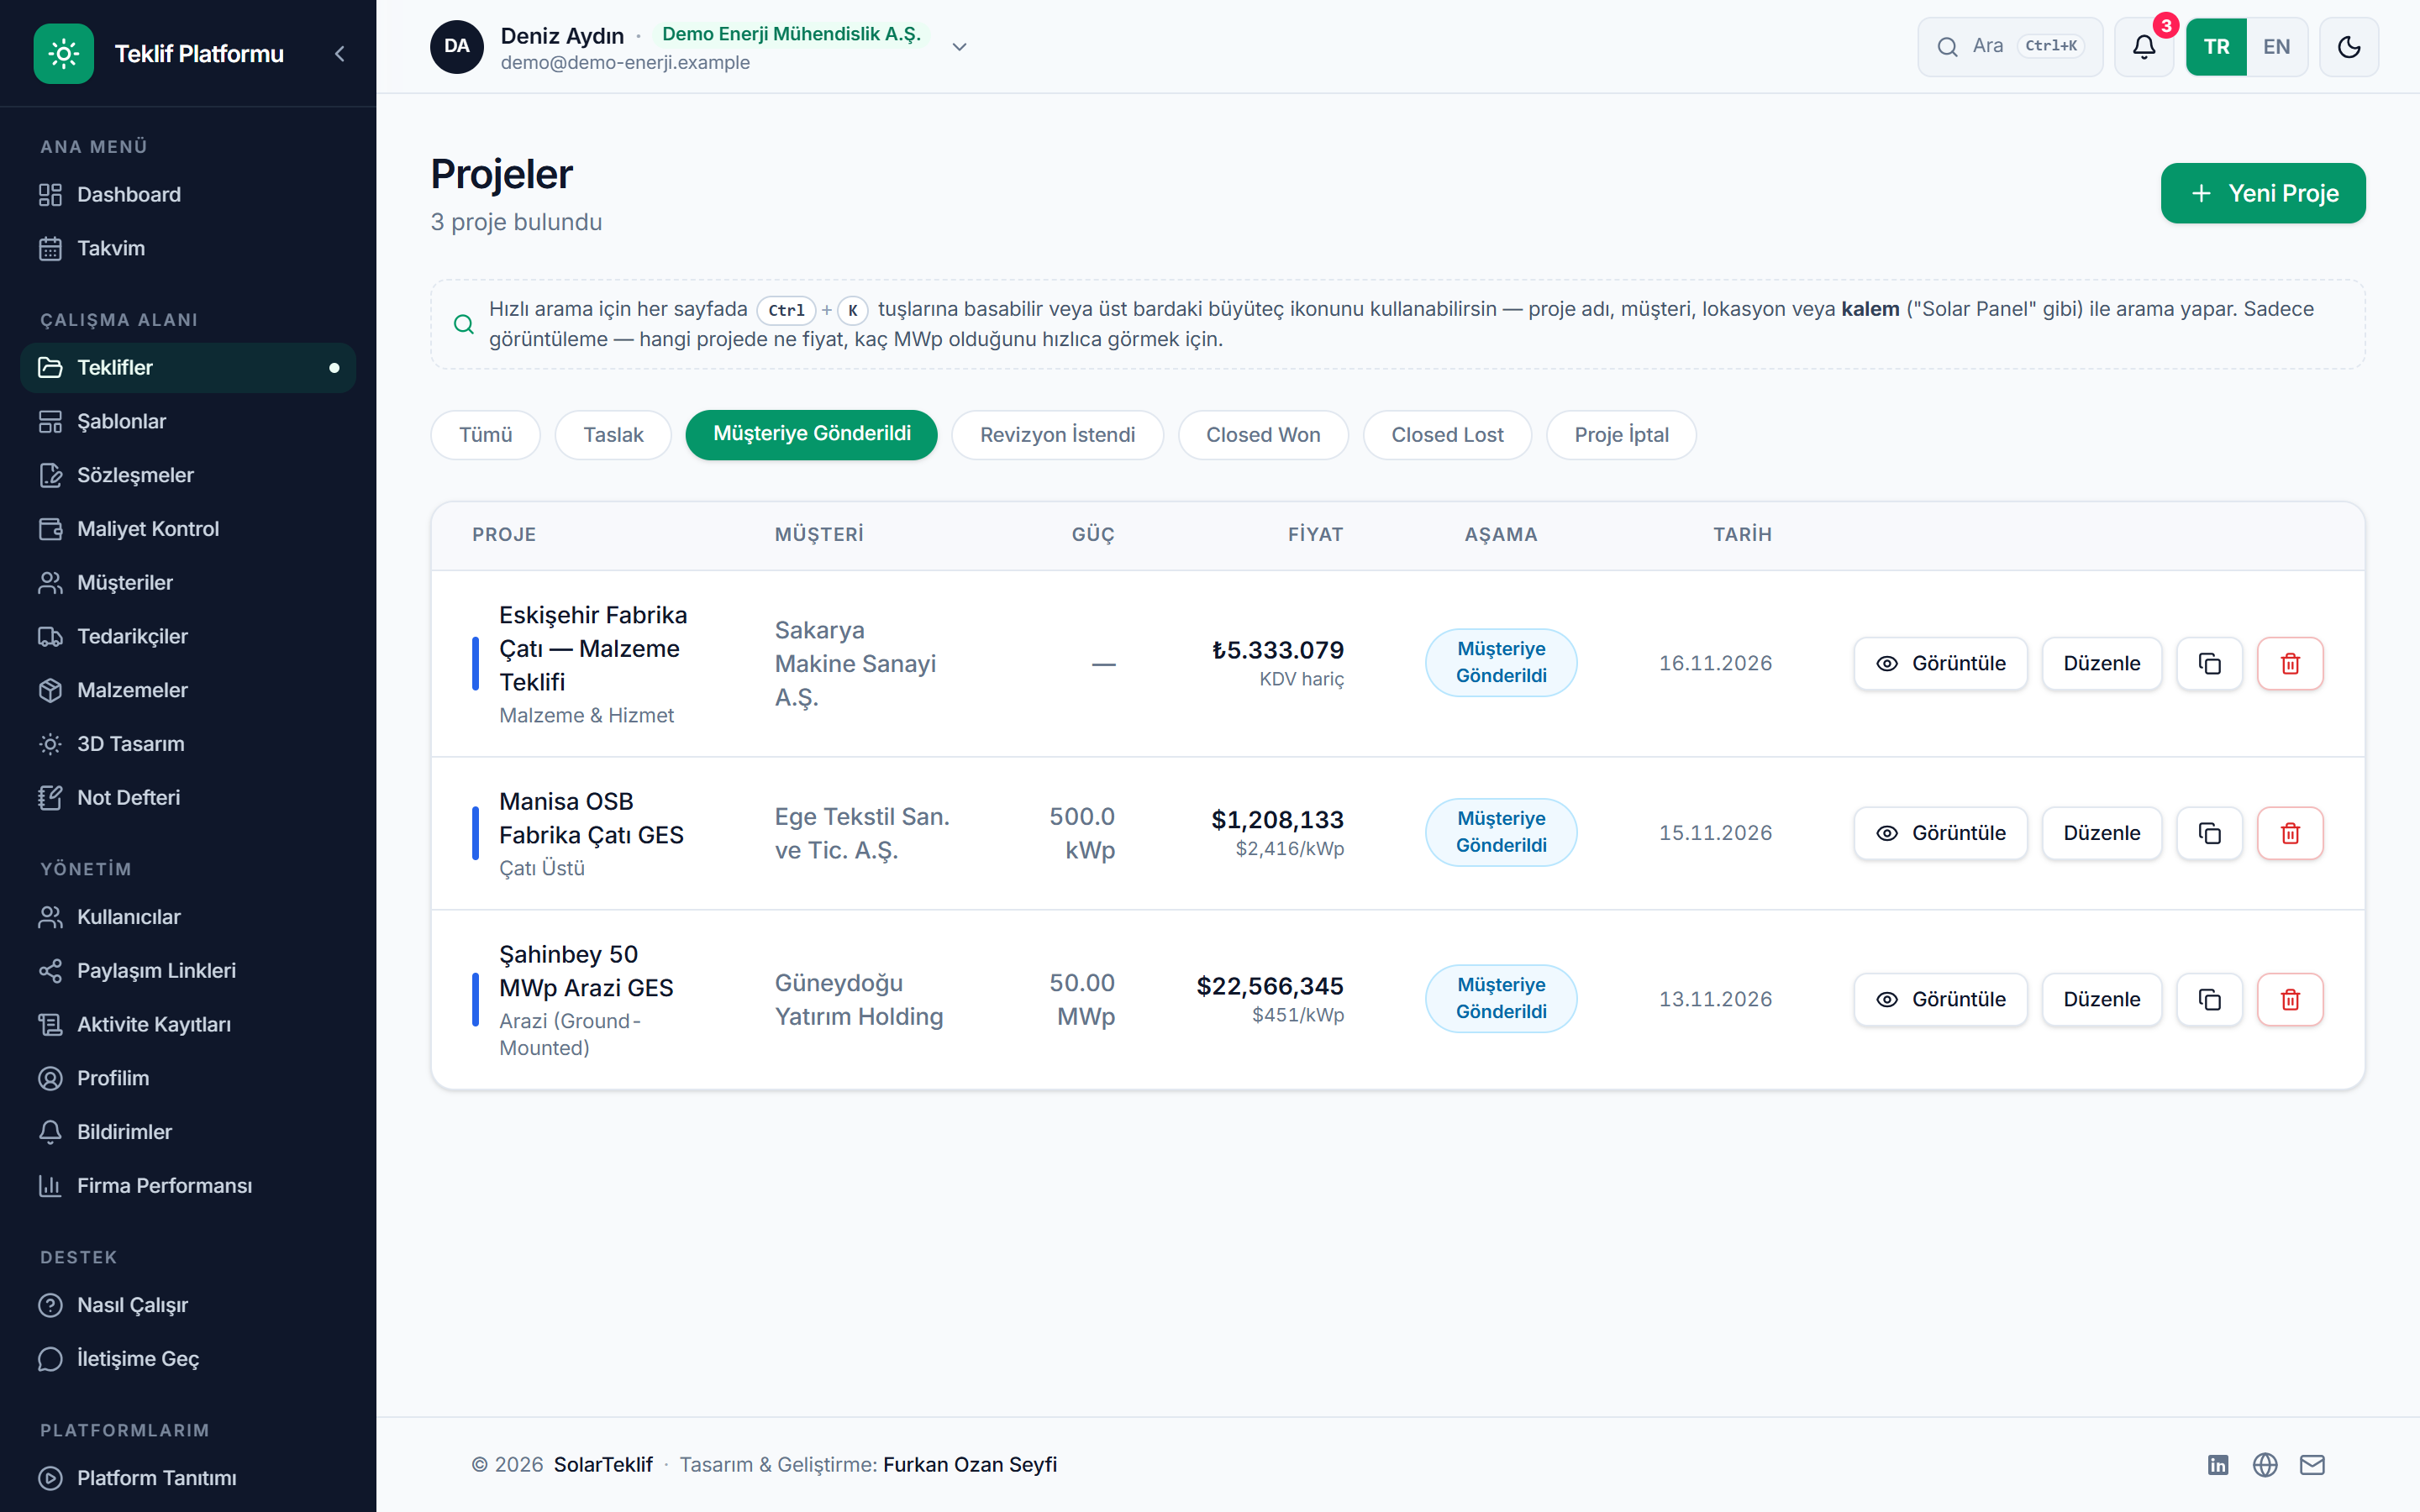 Teklif Platformu
ANA MENÜ
Dashboard
Takvim
ÇALIŞMA ALANI
Teklifler
Şablonlar
Sözleşmeler
Maliyet Kontrol
Müşteriler
Tedarikçiler
Malzemeler
3D Tasarım
Not Defteri
YÖNETİM
Kullanıcılar
Paylaşım Linkleri
Aktivite Kayıtları
Profilim
Bildirimler
Firma Performansı
DESTEK
Nasıl Çalışır
İletişime Geç
PLATFORMLARIM
Platform Tanıtımı
DA
Deniz Aydın · Demo Enerji Mühendislik A.Ş.
demo@demo-enerji.example
Ara Ctrl+K
3
TR EN
Projeler
3 proje bulundu
Yeni Proje
Hızlı arama için her sayfada Ctrl + K tuşlarına basabilir veya üst bardaki büyüteç ikonunu kullanabilirsin — proje adı, müşteri, lokasyon veya kalem ("Solar Panel" gibi) ile arama yapar. Sadece
görüntüleme — hangi projede ne fiyat, kaç MWp olduğunu hızlıca görmek için.
Tümü Taslak Müşteriye Gönderildi Revizyon İstendi Closed Won Closed Lost Proje İptal
PROJE MÜŞTERİ GÜÇ FİYAT AŞAMA TARİH
Eskişehir Fabrika
Çatı — Malzeme
Teklifi
Malzeme & Hizmet
Sakarya
Makine Sanayi
A.Ş.
—
₺5.333.079
KDV hariç
Müşteriye
Gönderildi
16.11.2026
Görüntüle Düzenle
Manisa OSB
Fabrika Çatı GES
Çatı Üstü
Ege Tekstil San.
ve Tic. A.Ş.
500.0
kWp
$1,208,133
$2,416/kWp
Müşteriye
Gönderildi
15.11.2026
Görüntüle Düzenle
Şahinbey 50
MWp Arazi GES
Arazi (Ground-
Mounted)
Güneydoğu
Yatırım Holding
50.00
MWp
$22,566,345
$451/kWp
Müşteriye
Gönderildi
13.11.2026
Görüntüle Düzenle
© 2026 SolarTeklif · Tasarım & Geliştirme: Furkan Ozan Seyfi